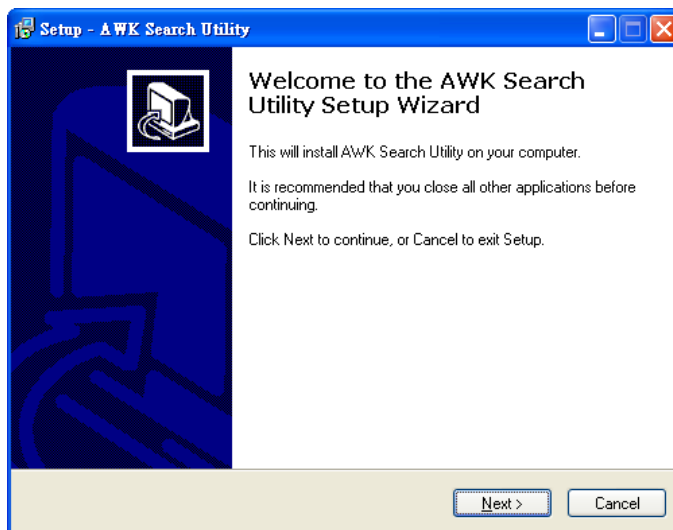 Setup - AWK Search Utility
Welcome to the AWK Search
Utility Setup Wizard
This will install AWK Search Utility on your computer.
It is recommended that you close all other applications before
continuing.
Click Next to continue, or Cancel to exit Setup.
Next >
Cancel